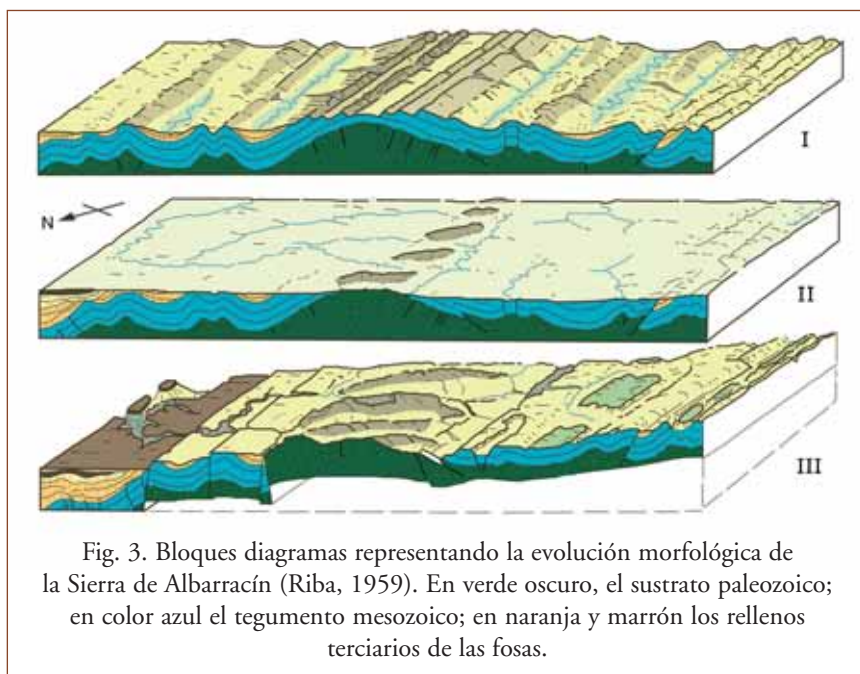 I
N
II
III
Fig. 3. Bloques diagramas representando la evolución morfológica de
la Sierra de Albarracín (Riba, 1959). En verde oscuro, el sustrato paleozoico;
en color azul el tegumento mesozoico; en naranja y marrón los rellenos
terciarios de las fosas.